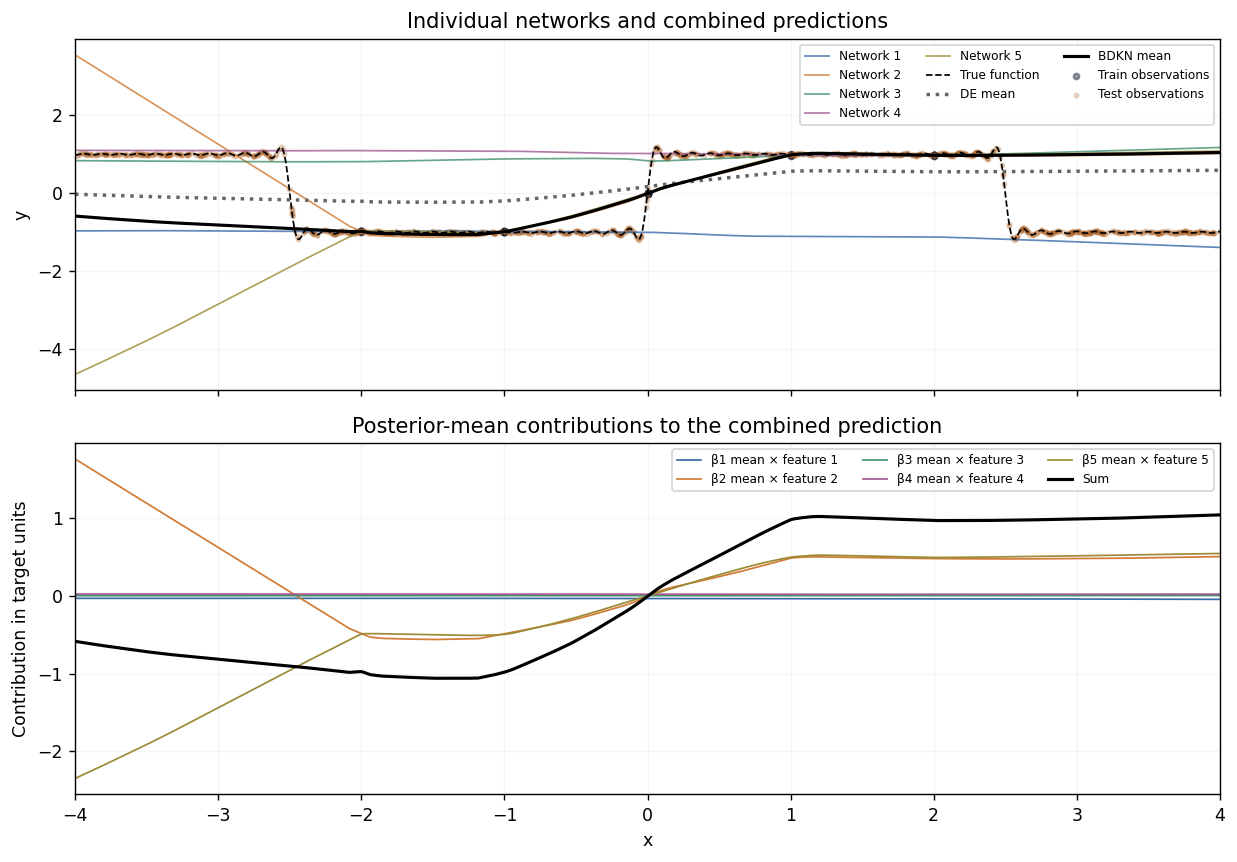 Individual networks and combined predictions
Network 1
Network 2
Network 3
Network 4
Network 5
True function
DE mean
BDKN mean
Train observations
Test observations
2
0
−2
−4
y
Posterior-mean contributions to the combined prediction
β1 mean × feature 1
β2 mean × feature 2
β3 mean × feature 3
β4 mean × feature 4
β5 mean × feature 5
Sum
1
0
−1
−2
Contribution in target units
−4 −3 −2 −1 0 1 2 3 4
x